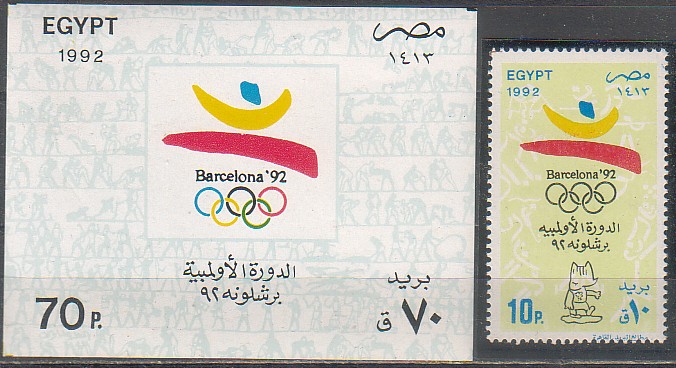 EGYPT مصر
1992 ١٤١٣
Barcelona '92
الدورة الأولمبية
برشلونه ٩٢
بريد
70 P. ٧٠ ق
EGYPT مصر
1992 ١٤١٣
Barcelona '92
الدورة الأولمبيه
برشلونه ٩٢
بريد
10 P. ١٠ ق